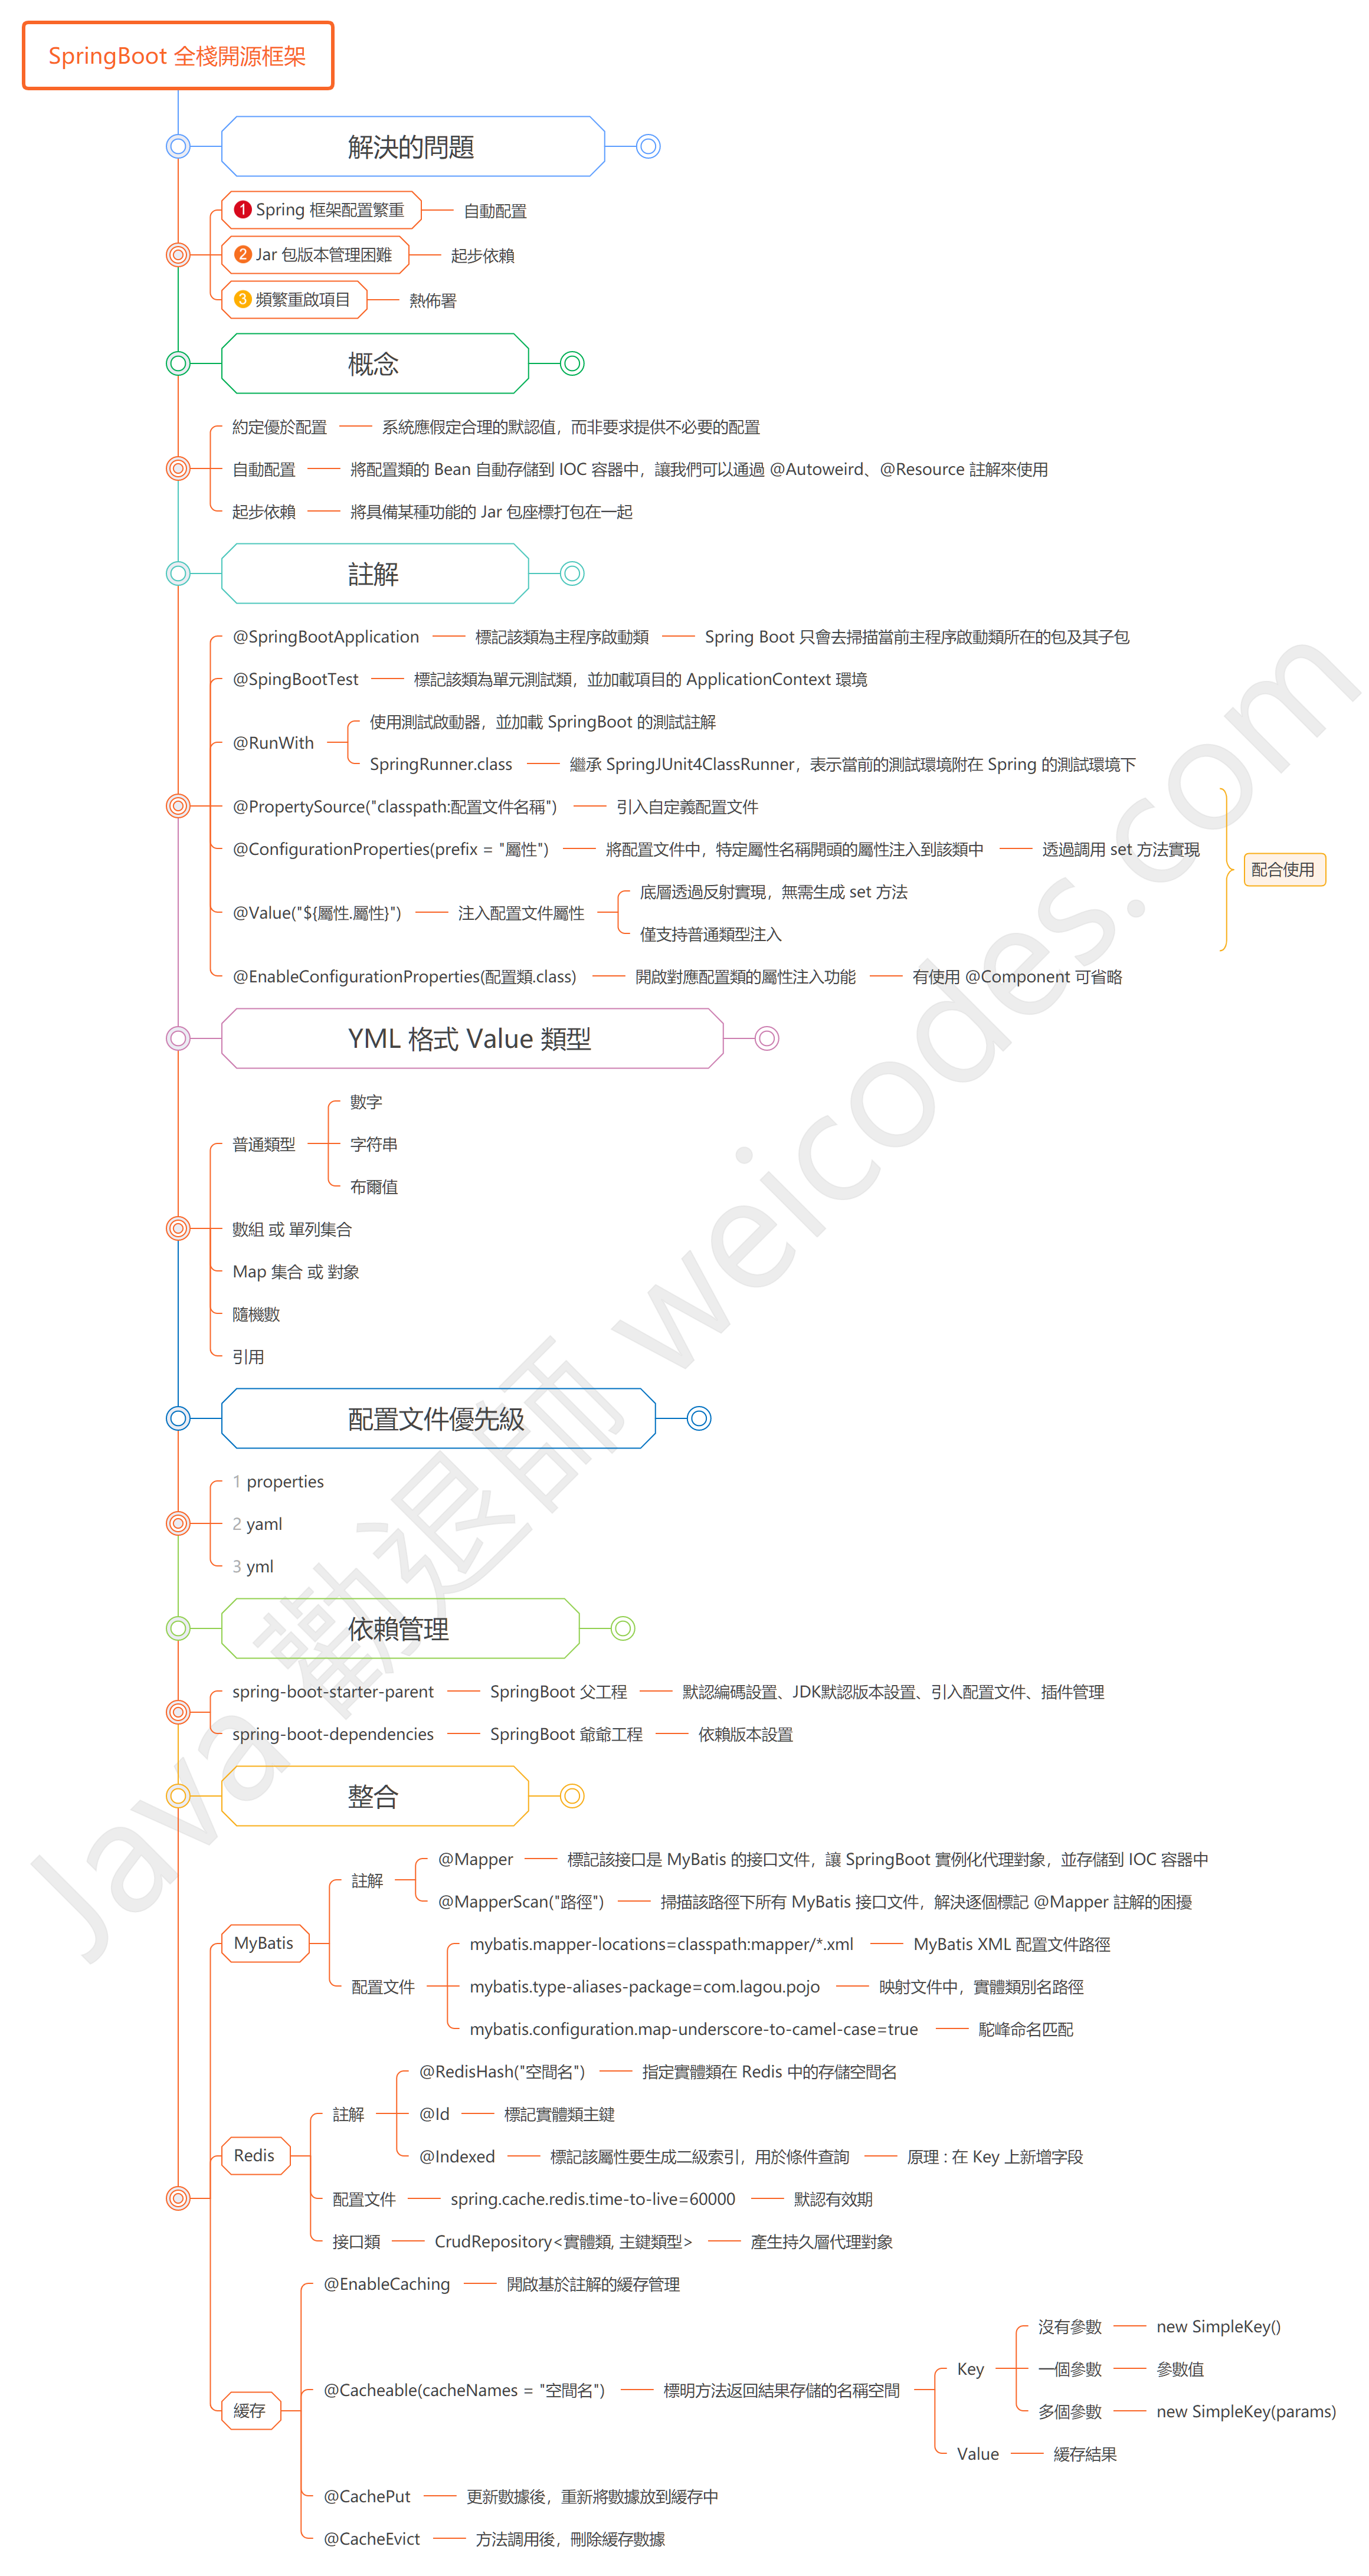 SpringBoot 全棧開源框架
解決的問題
1 Spring 框架配置繁重 自動配置
2 Jar 包版本管理困難 起步依賴
3 頻繁重啟項目 熱佈署
概念
約定優於配置 系統應假定合理的默認值，而非要求提供不必要的配置
自動配置 將配置類的 Bean 自動存儲到 IOC 容器中，讓我們可以通過 @Autoweird、@Resource 註解來使用
起步依賴 將具備某種功能的 Jar 包座標打包在一起
註解
@SpringBootApplication 標記該類為主程序啟動類 Spring Boot 只會去掃描當前主程序啟動類所在的包及其子包
@SpingBootTest 標記該類為單元測試類，並加載項目的 ApplicationContext 環境
@RunWith
使用測試啟動器，並加載 SpringBoot 的測試註解
SpringRunner.class 繼承 SpringJUnit4ClassRunner，表示當前的測試環境附在 Spring 的測試環境下
@PropertySource("classpath:配置文件名稱") 引入自定義配置文件
@ConfigurationProperties(prefix = "屬性") 將配置文件中，特定屬性名稱開頭的屬性注入到該類中 透過調用 set 方法實現
@Value("${屬性.屬性}") 注入配置文件屬性
底層透過反射實現，無需生成 set 方法
僅支持普通類型注入
@EnableConfigurationProperties(配置類.class) 開啟對應配置類的屬性注入功能 有使用 @Component 可省略
配合使用
YML 格式 Value 類型
普通類型
數字
字符串
布爾值
數組 或 單列集合
Map 集合 或 對象
隨機數
引用
配置文件優先級
1 properties
2 yaml
3 yml
依賴管理
spring-boot-starter-parent SpringBoot 父工程 默認編碼設置、JDK默認版本設置、引入配置文件、插件管理
spring-boot-dependencies SpringBoot 爺爺工程 依賴版本設置
整合
MyBatis
註解
@Mapper 標記該接口是 MyBatis 的接口文件，讓 SpringBoot 實例化代理對象，並存儲到 IOC 容器中
@MapperScan("路徑") 掃描該路徑下所有 MyBatis 接口文件，解決逐個標記 @Mapper 註解的困擾
配置文件
mybatis.mapper-locations=classpath:mapper/*.xml MyBatis XML 配置文件路徑
mybatis.type-aliases-package=com.lagou.pojo 映射文件中，實體類別名路徑
mybatis.configuration.map-underscore-to-camel-case=true 駝峰命名匹配
Redis
註解
@RedisHash("空間名") 指定實體類在 Redis 中的存儲空間名
@Id 標記實體類主鍵
@Indexed 標記該屬性要生成二級索引，用於條件查詢 原理 : 在 Key 上新增字段
配置文件 spring.cache.redis.time-to-live=60000 默認有效期
接口類 CrudRepository<實體類, 主鍵類型> 產生持久層代理對象
緩存
@EnableCaching 開啟基於註解的緩存管理
@Cacheable(cacheNames = "空間名") 標明方法返回結果存儲的名稱空間
Key
沒有參數 new SimpleKey()
一個參數 參數值
多個參數 new SimpleKey(params)
Value 緩存結果
@CachePut 更新數據後，重新將數據放到緩存中
@CacheEvict 方法調用後，刪除緩存數據
Java 勸退師 weicodes.com